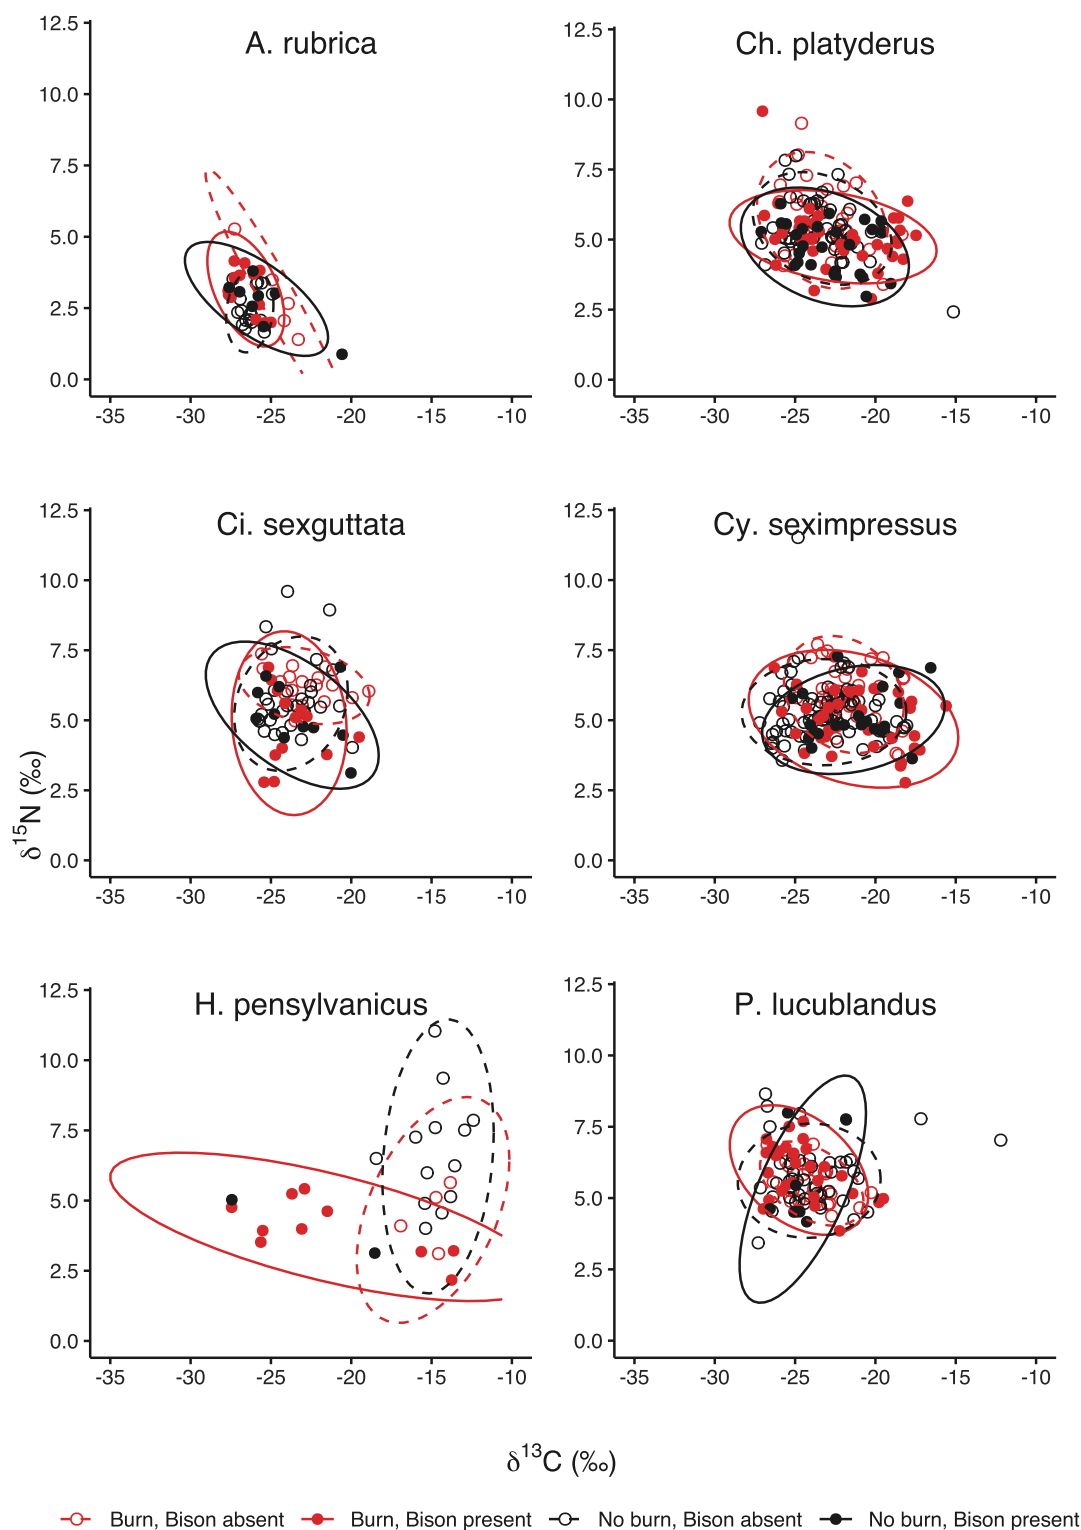 A. rubrica
12.5
10.0
7.5
5.0
2.5
0.0
-35 -30 -25 -20 -15 -10
Ch. platyderus
12.5
10.0
7.5
5.0
2.5
0.0
-35 -30 -25 -20 -15 -10
Ci. sexguttata
12.5
10.0
7.5
5.0
2.5
0.0
-35 -30 -25 -20 -15 -10
Cy. seximpressus
12.5
10.0
7.5
5.0
2.5
0.0
-35 -30 -25 -20 -15 -10
δ15N (‰)
H. pensylvanicus
12.5
10.0
7.5
5.0
2.5
0.0
-35 -30 -25 -20 -15 -10
P. lucublandus
12.5
10.0
7.5
5.0
2.5
0.0
-35 -30 -25 -20 -15 -10
δ13C (‰)
Burn, Bison absent Burn, Bison present No burn, Bison absent No burn, Bison present